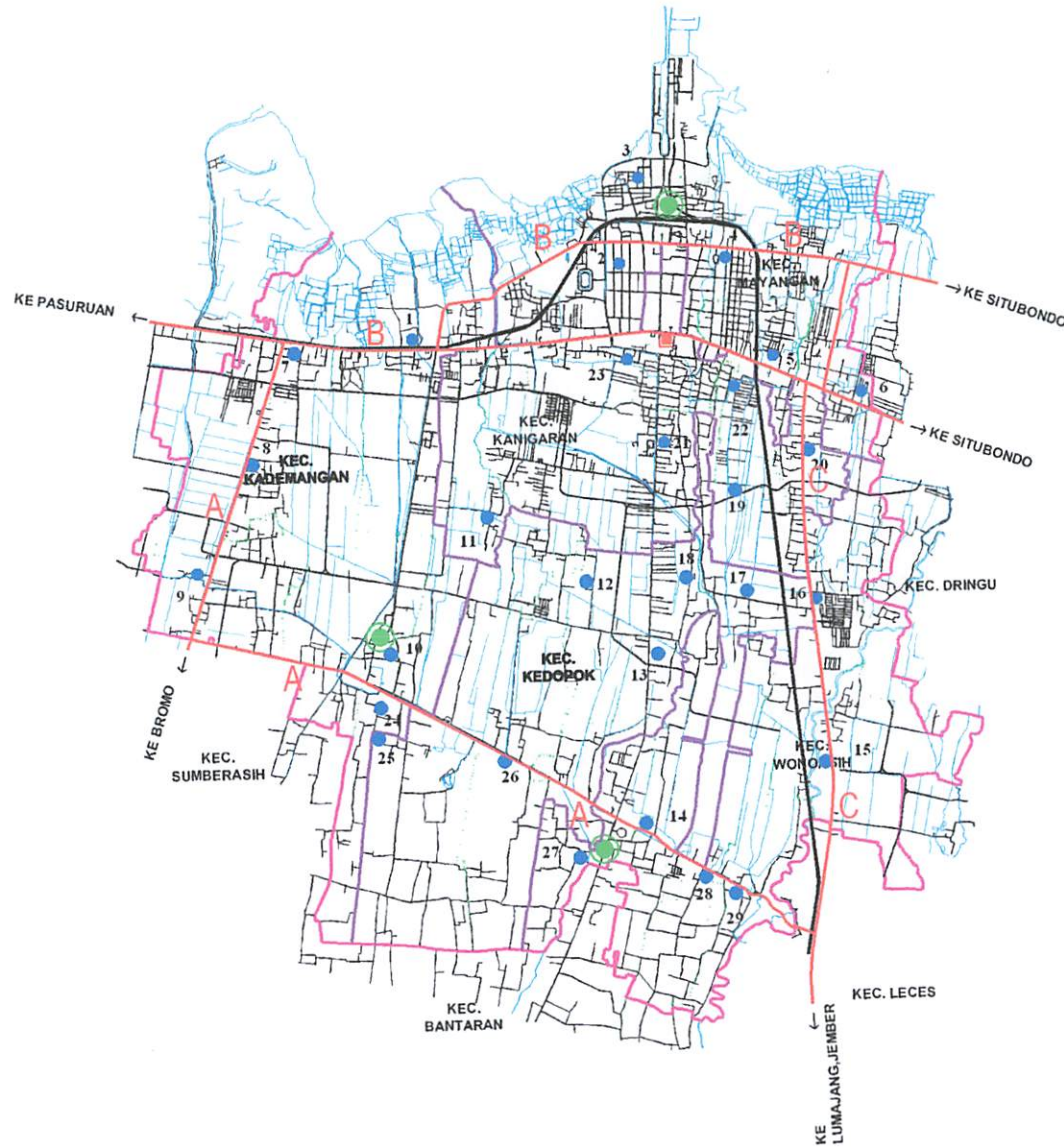 3
B
B
2
4
KEC.
MAYANGAN
KE PASURUAN
KE SITUBONDO
B
1
7
23
5
6
22
KE SITUBONDO
KEC.
KANIGARAN
21
8
KEC.
KADEMANGAN
20
C
A
19
11
18
17
12
16
KEC. DRINGU
9
10
A
KEC.
KEDOPOK
13
KE BROMO
KEC.
SUMBERASIH
24
25
26
KEC.
WONOASIH
15
C
A
14
27
28
29
KEC. LECES
KEC.
BANTARAN
KE
LUMAJANG,JEMBER